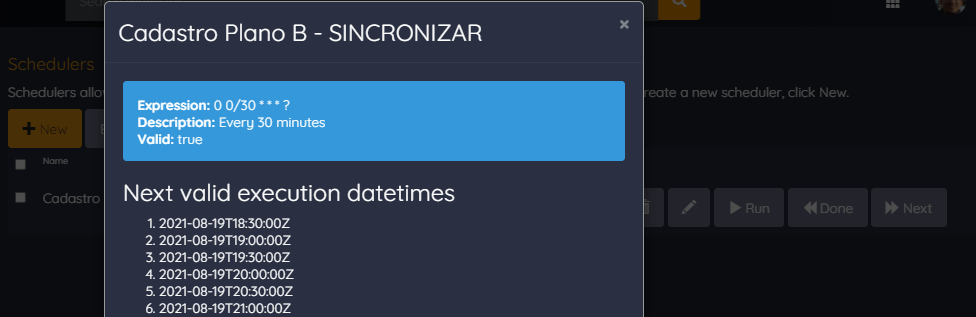 Sea
Cadastro Plano B - SINCRONIZAR
×
Schedulers
Schedulers allo
reate a new scheduler, click New.
Expression: 0 0/30 * * * ?
Description: Every 30 minutes
Valid: true
+ New
Name
Next valid execution datetimes
Cadastro
Run
Done
Next
1. 2021-08-19T18:30:00Z
2. 2021-08-19T19:00:00Z
3. 2021-08-19T19:30:00Z
4. 2021-08-19T20:00:00Z
5. 2021-08-19T20:30:00Z
6. 2021-08-19T21:00:00Z